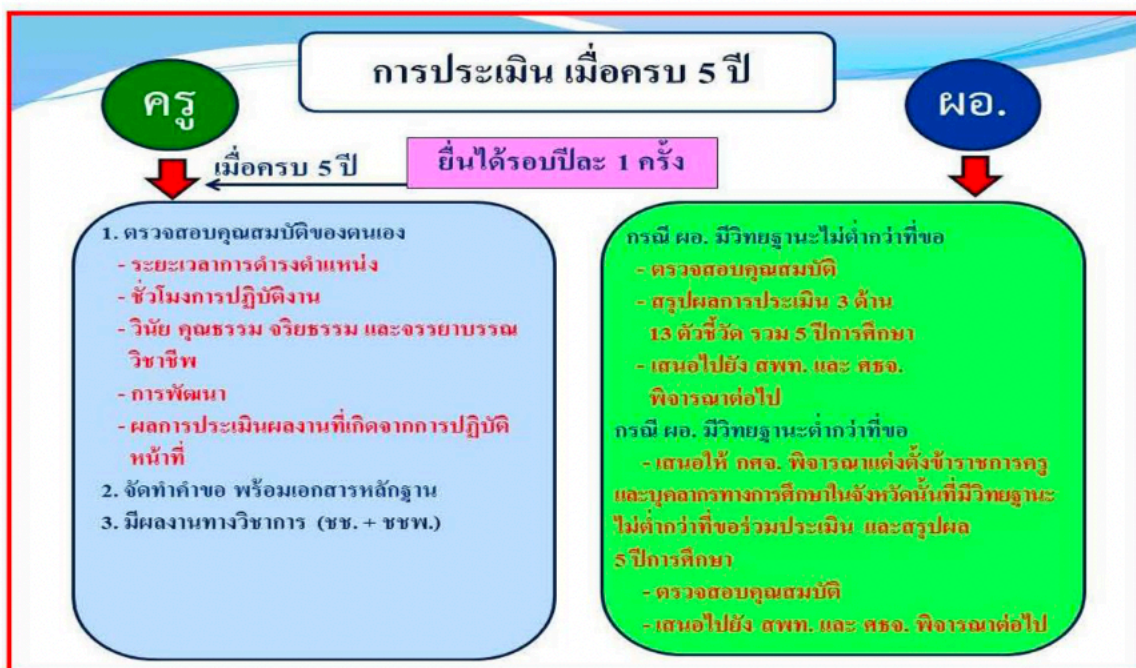 การประเมิน เมื่อครบ 5 ปี
ครู
ผอ.
เมื่อครบ 5 ปี
ยื่นได้รอบปีละ 1 ครั้ง
1. ตรวจสอบคุณสมบัติของตนเอง
- ระยะเวลาการดำรงตำแหน่ง
- ชั่วโมงการปฏิบัติงาน
- วินัย คุณธรรม จริยธรรม และจรรยาบรรณ
วิชาชีพ
- การพัฒนา
- ผลการประเมินผลงานที่เกิดจากการปฏิบัติ
หน้าที่
2. จัดทำคำขอ พร้อมเอกสารหลักฐาน
3. มีผลงานทางวิชาการ (ชช. + ชชพ.)
กรณี ผอ. มีวิทยฐานะไม่ต่ำกว่าที่ขอ
- ตรวจสอบคุณสมบัติ
- สรุปผลการประเมิน 3 ด้าน
13 ตัวชี้วัด รวม 5 ปีการศึกษา
- เสนอไปยัง สพท. และ ศธจ.
พิจารณาต่อไป
กรณี ผอ. มีวิทยฐานะต่ำกว่าที่ขอ
- เสนอให้ กศจ. พิจารณาแต่งตั้งข้าราชการครู
และบุคลากรทางการศึกษาในจังหวัดนั้นที่มีวิทยฐานะ
ไม่ต่ำกว่าที่ขอร่วมประเมิน และสรุปผล
5 ปีการศึกษา
- ตรวจสอบคุณสมบัติ
- เสนอไปยัง สพท. และ ศธจ. พิจารณาต่อไป